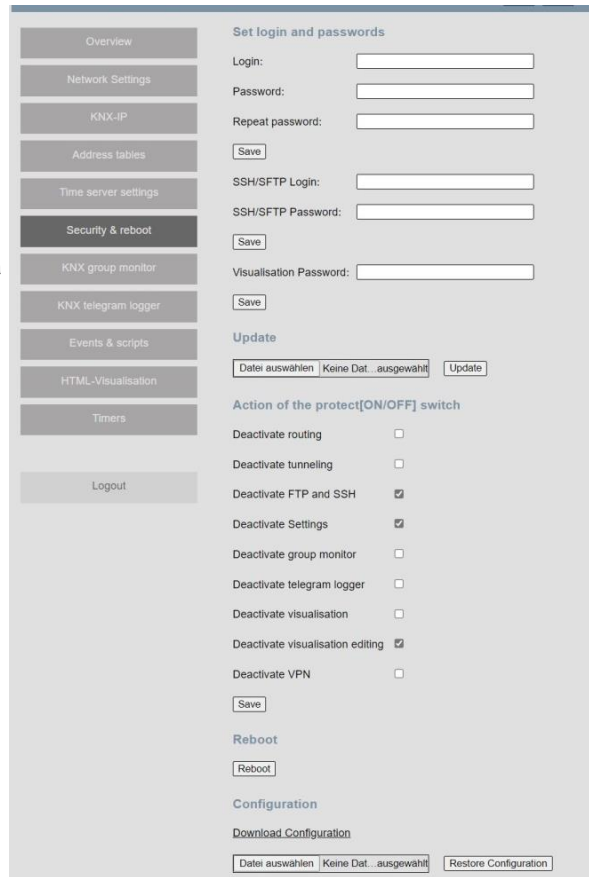 Overview
Network Settings
KNX-IP
Address tables
Time server settings
Security & reboot
KNX group monitor
KNX telegram logger
Events & scripts
HTML-Visualisation
Timers
Logout
Set login and passwords
Login:
Password:
Repeat password:
Save
SSH/SFTP Login:
SSH/SFTP Password:
Save
Visualisation Password:
Save
Update
Datei auswählen Keine Dat...ausgewählt Update
Action of the protect[ON/OFF] switch
Deactivate routing
Deactivate tunneling
Deactivate FTP and SSH
Deactivate Settings
Deactivate group monitor
Deactivate telegram logger
Deactivate visualisation
Deactivate visualisation editing
Deactivate VPN
Save
Reboot
Reboot
Configuration
Download Configuration
Datei auswählen Keine Dat...ausgewählt Restore Configuration